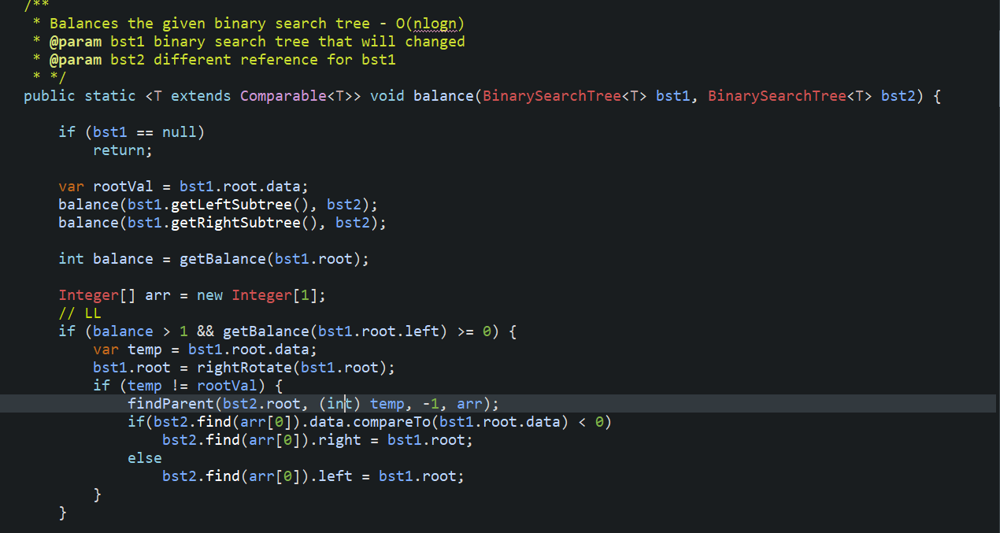 /**
* Balances the given binary search tree - O(nlogn)
* @param bst1 binary search tree that will changed
* @param bst2 different reference for bst1
* */
public static <T extends Comparable<T>> void balance(BinarySearchTree<T> bst1, BinarySearchTree<T> bst2) {
if (bst1 == null)
return;
var rootVal = bst1.root.data;
balance(bst1.getLeftSubtree(), bst2);
balance(bst1.getRightSubtree(), bst2);
int balance = getBalance(bst1.root);
Integer[] arr = new Integer[1];
// LL
if (balance > 1 && getBalance(bst1.root.left) >= 0) {
var temp = bst1.root.data;
bst1.root = rightRotate(bst1.root);
if (temp != rootVal) {
findParent(bst2.root, (int) temp, -1, arr);
if(bst2.find(arr[0]).data.compareTo(bst1.root.data) < 0)
bst2.find(arr[0]).right = bst1.root;
else
bst2.find(arr[0]).left = bst1.root;
}
}